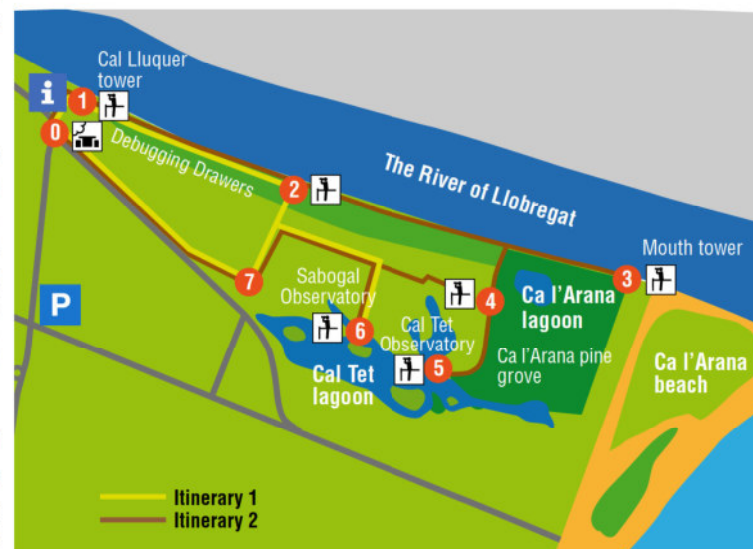 Cal Lluquer
tower
i
1
0
Debugging Drawers
2
The River of Llobregat
Mouth tower
3
7
Sabogal
Observatory
4
Ca l'Arana
lagoon
P
6
Cal Tet
Observatory
5
Cal Tet
lagoon
Ca l'Arana pine
grove
Ca l'Arana
beach
Itinerary 1
Itinerary 2